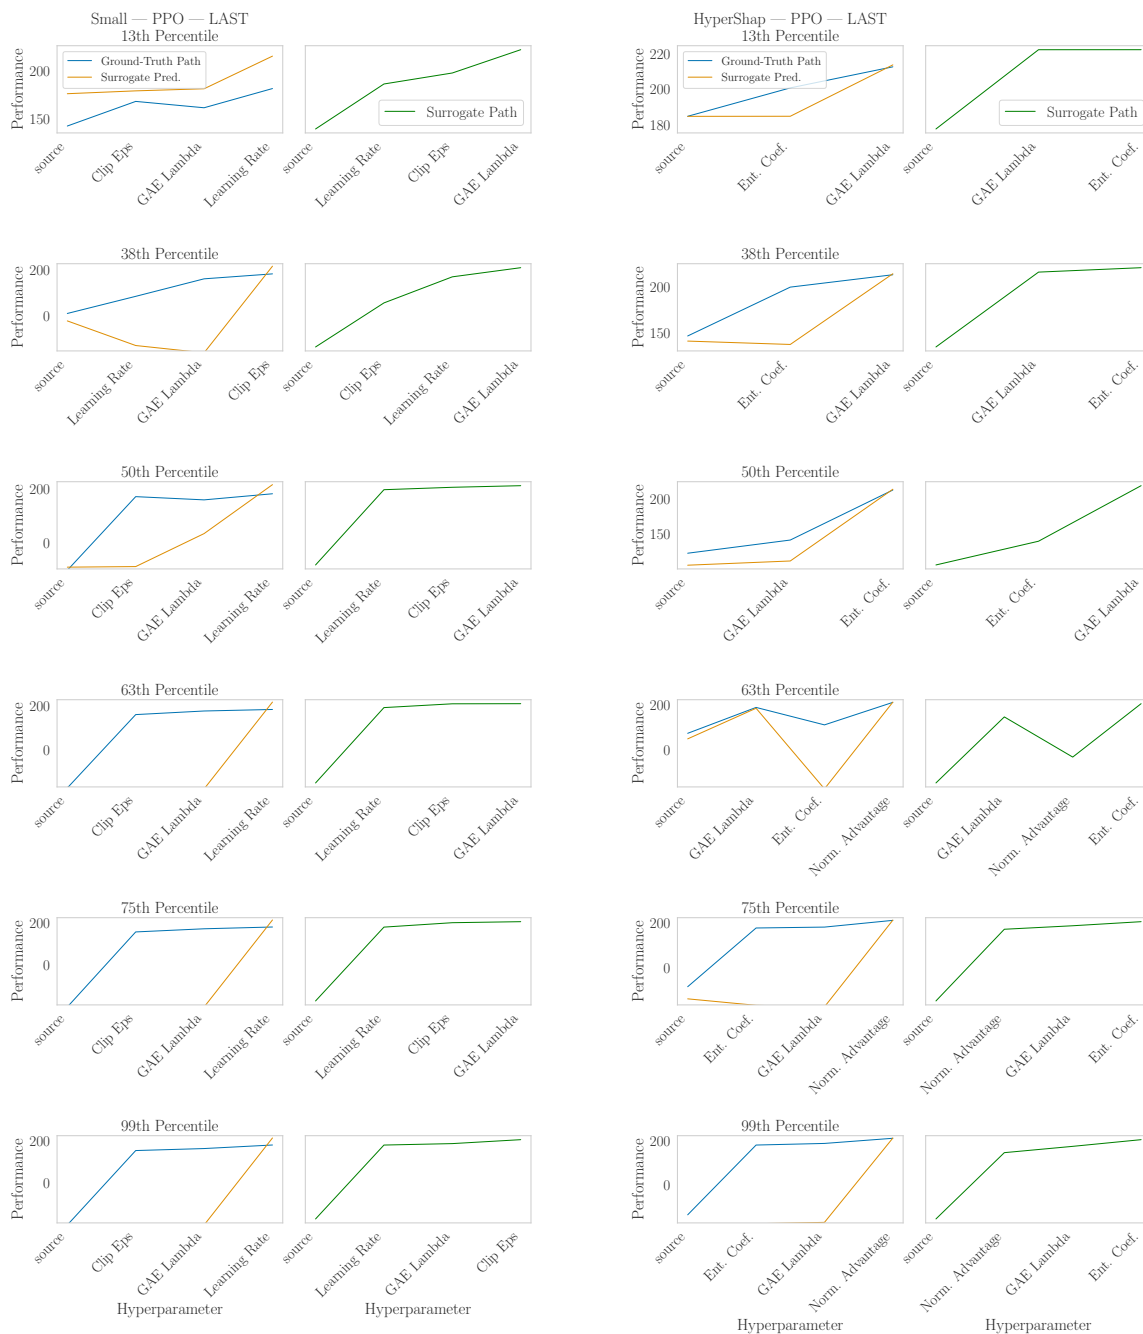 Small — PPO — LAST
13th Percentile
Performance
200
150
Ground-Truth Path
Surrogate Pred.
source
Clip Eps
GAE Lambda
Learning Rate
Surrogate Path
source
Learning Rate
Clip Eps
GAE Lambda
HyperShap — PPO — LAST
13th Percentile
Performance
220
200
180
Ground-Truth Path
Surrogate Pred.
source
Ent. Coef.
GAE Lambda
Surrogate Path
source
GAE Lambda
Ent. Coef.
38th Percentile
Performance
200
0
source
Learning Rate
GAE Lambda
Clip Eps
source
Clip Eps
Learning Rate
GAE Lambda
38th Percentile
Performance
200
150
source
Ent. Coef.
GAE Lambda
source
GAE Lambda
Ent. Coef.
50th Percentile
Performance
200
0
source
Clip Eps
GAE Lambda
Learning Rate
source
Learning Rate
Clip Eps
GAE Lambda
50th Percentile
Performance
200
150
source
GAE Lambda
Ent. Coef.
source
Ent. Coef.
GAE Lambda
63th Percentile
Performance
200
0
source
Clip Eps
GAE Lambda
Learning Rate
source
Learning Rate
Clip Eps
GAE Lambda
63th Percentile
Performance
200
0
source
GAE Lambda
Ent. Coef.
Norm. Advantage
source
GAE Lambda
Norm. Advantage
Ent. Coef.
75th Percentile
Performance
200
0
source
Clip Eps
GAE Lambda
Learning Rate
source
Learning Rate
Clip Eps
GAE Lambda
75th Percentile
Performance
200
0
source
Ent. Coef.
GAE Lambda
Norm. Advantage
source
Norm. Advantage
GAE Lambda
Ent. Coef.
99th Percentile
Performance
200
0
source
Clip Eps
GAE Lambda
Learning Rate
Hyperparameter
source
Learning Rate
GAE Lambda
Clip Eps
Hyperparameter
99th Percentile
Performance
200
0
source
Ent. Coef.
GAE Lambda
Norm. Advantage
Hyperparameter
source
Norm. Advantage
GAE Lambda
Ent. Coef.
Hyperparameter